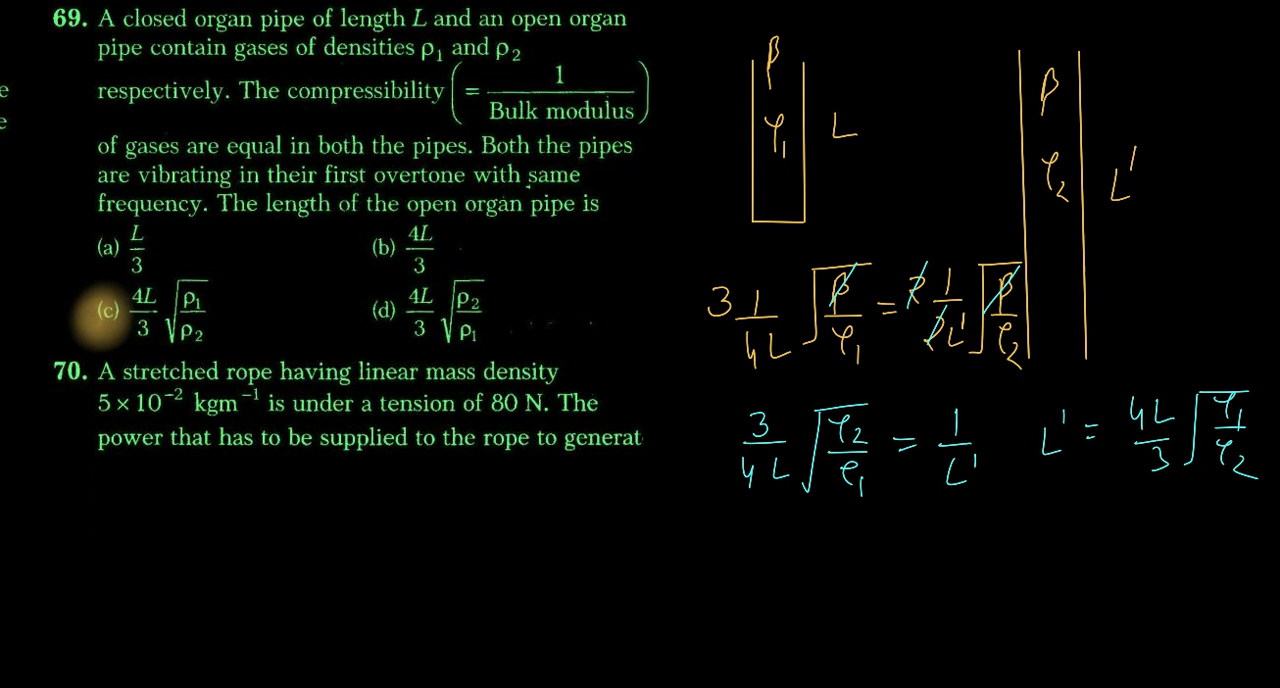 69. A closed organ pipe of length L and an open organ
pipe contain gases of densities ρ₁ and ρ₂
respectively. The compressibility (= 1/Bulk modulus)
of gases are equal in both the pipes. Both the pipes
are vibrating in their first overtone with same
frequency. The length of the open organ pipe is
(a) L/3 (b) 4L/3
(c) 4L/3 √(ρ₁/ρ₂) (d) 4L/3 √(ρ₂/ρ₁)
70. A stretched rope having linear mass density
5 × 10⁻² kgm⁻¹ is under a tension of 80 N. The
power that has to be supplied to the rope to generat
e
e
β
ρ₁ L
β
ρ₂ L'
3 1/4L √(β/ρ₁) = 2 1/2L' √(β/ρ₂)
3/4L √(ρ₂/ρ₁) = 1/L' L' = 4L/3 √(ρ₁/ρ₂)